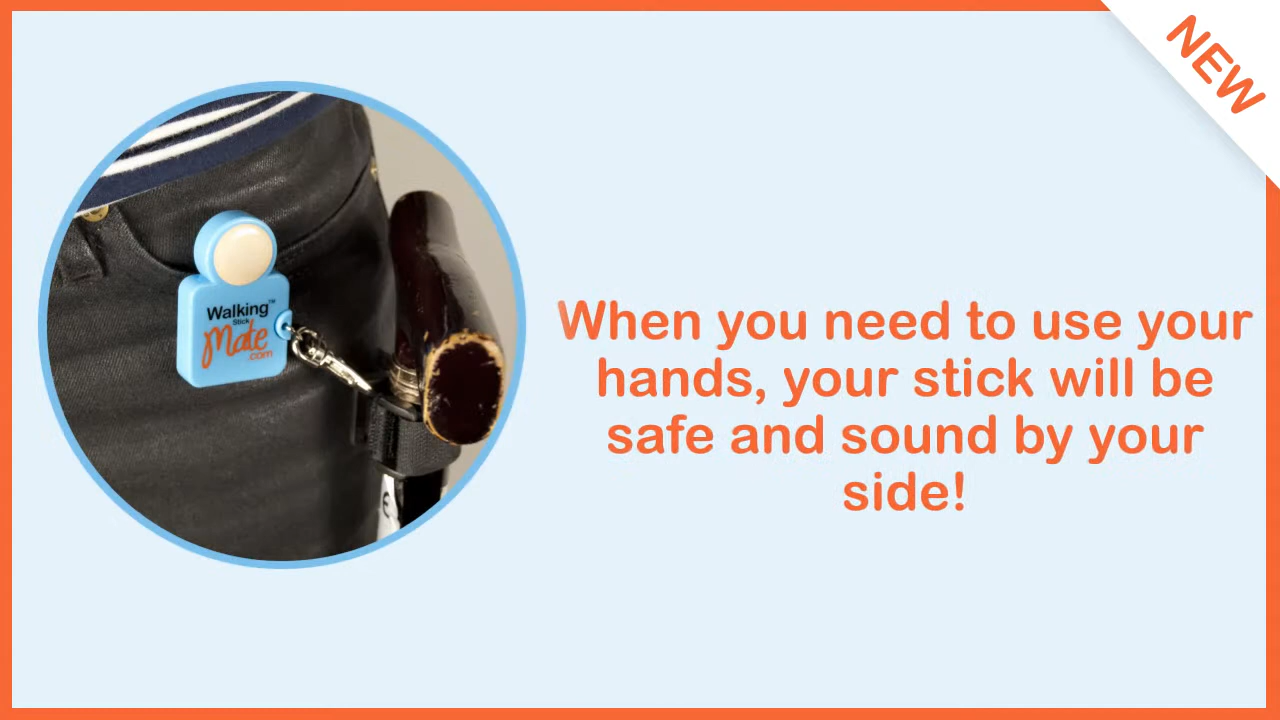 NEW
Walking™
Stick
Mate
.com
When you need to use your
hands, your stick will be
safe and sound by your
side!